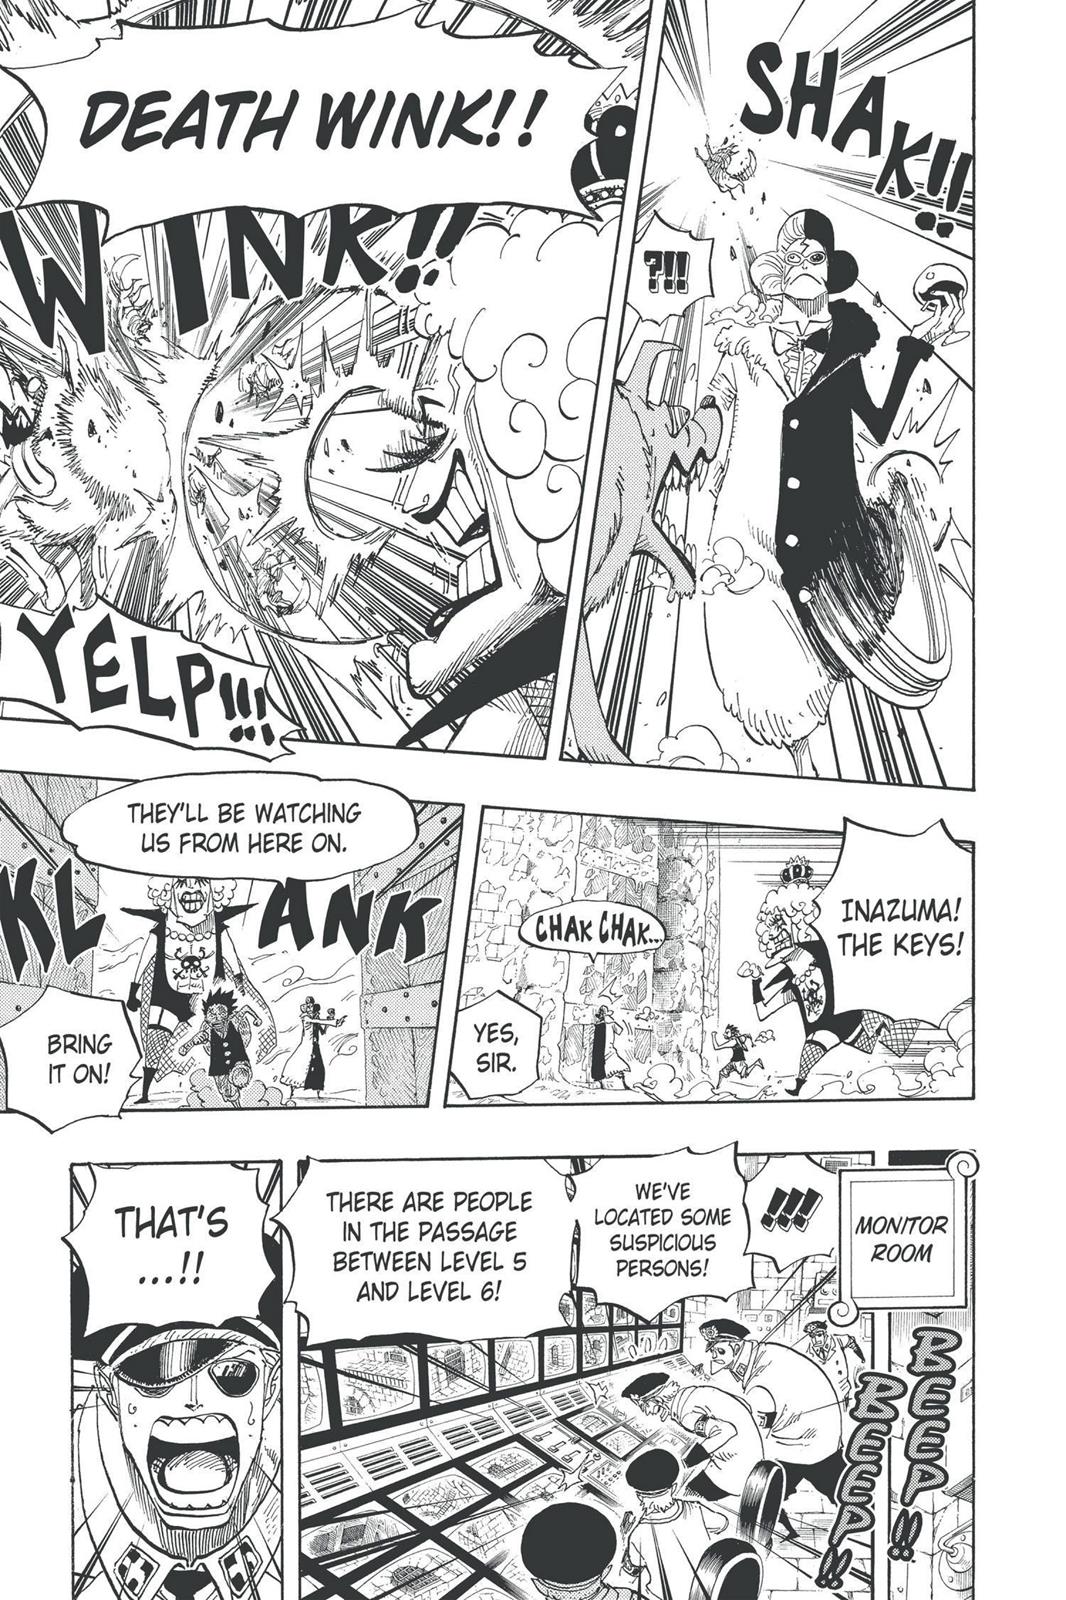 SHAK!!
?!!
DEATH WINK!!
WINK!!
YELP!!!
INAZUMA!
THE KEYS!
CHAK CHAK...
YES,
SIR.
THEY'LL BE WATCHING
US FROM HERE ON.
KLANK
BRING
IT ON!
MONITOR
ROOM
BEEP!!
BEEP!!
!!!
WE'VE
LOCATED SOME
SUSPICIOUS
PERSONS!
THERE ARE PEOPLE
IN THE PASSAGE
BETWEEN LEVEL 5
AND LEVEL 6!
THAT'S
...!!